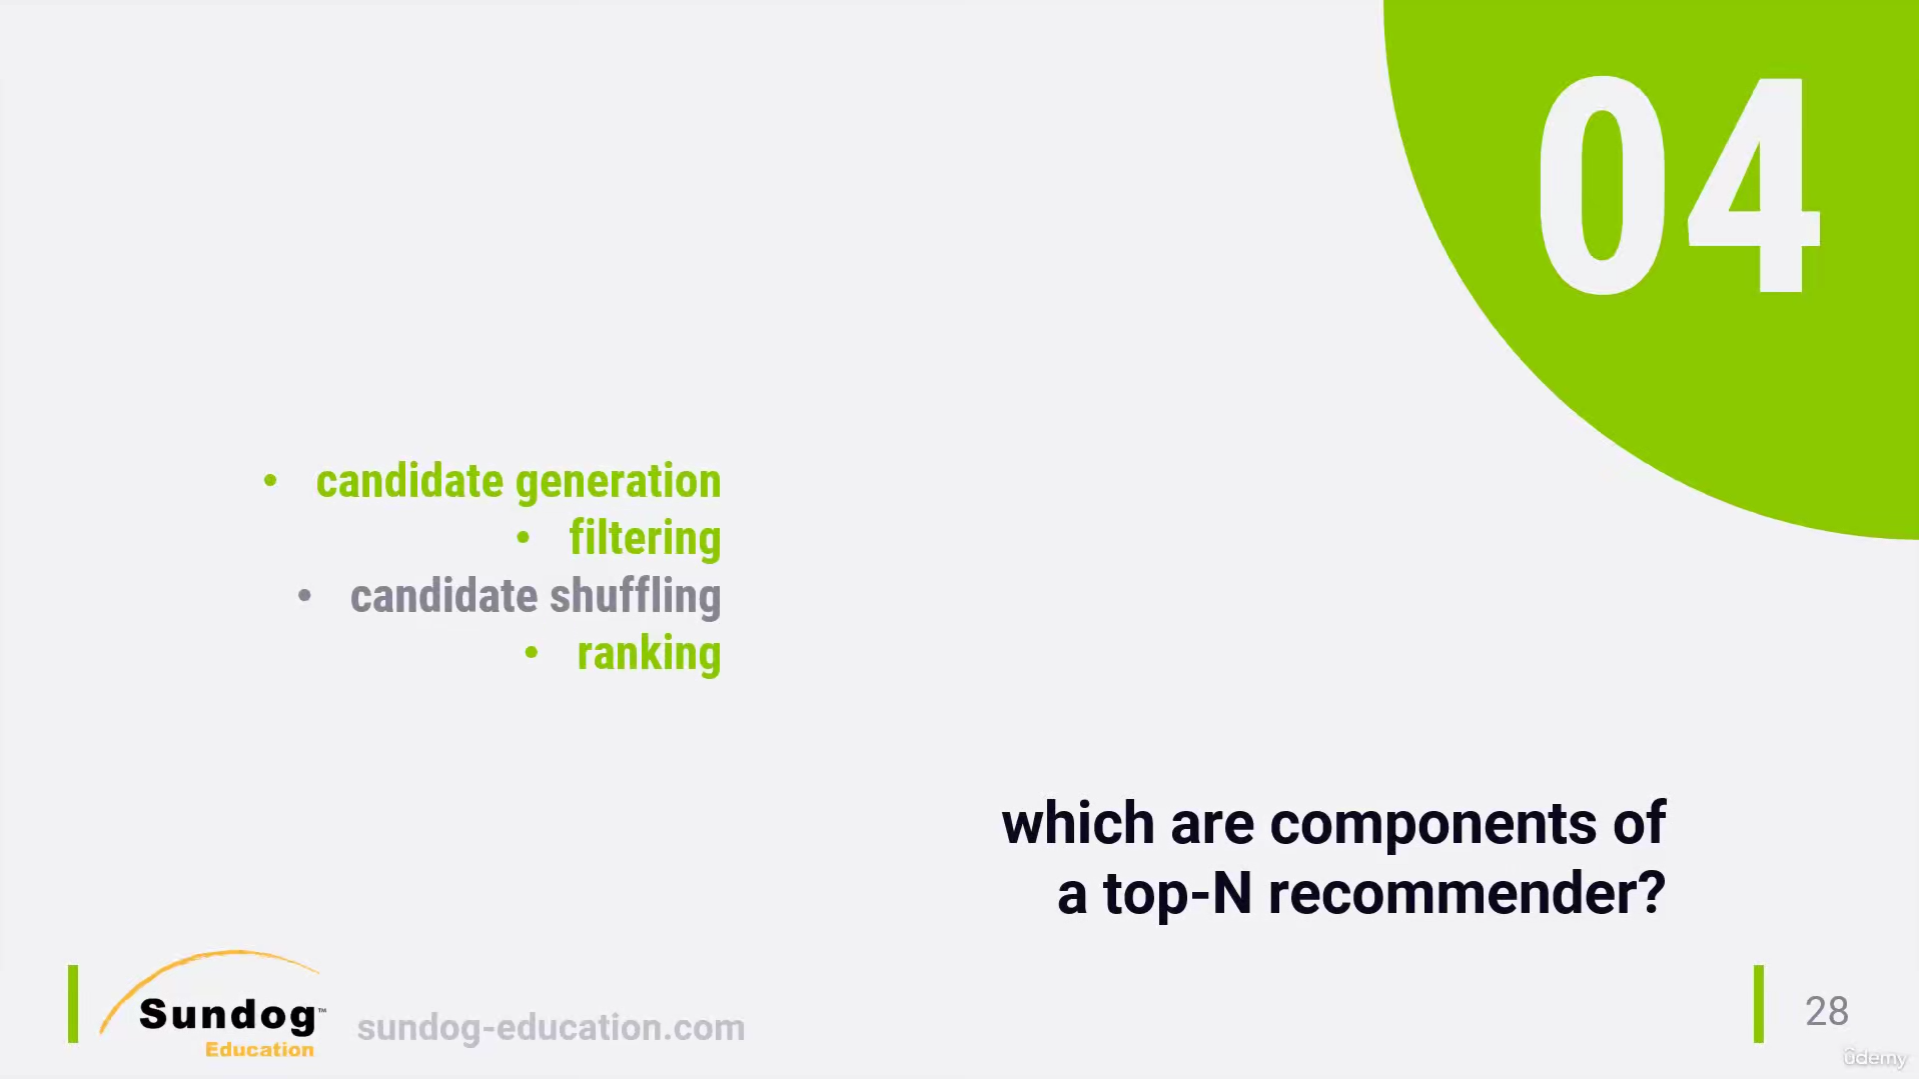 04
• candidate generation
• filtering
• candidate shuffling
• ranking
which are components of
a top-N recommender?
Sundog™
Education
sundog-education.com
28
ûdemy